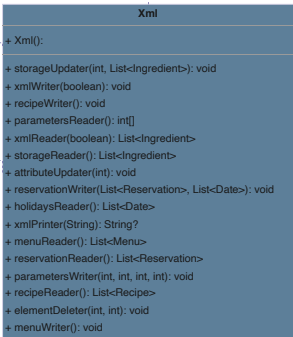 Xml
+ Xml():
+ storageUpdater(int, List<Ingredient>): void
+ xmlWriter(boolean): void
+ recipeWriter(): void
+ parametersReader(): int[]
+ xmlReader(boolean): List<Ingredient>
+ storageReader(): List<Ingredient>
+ attributeUpdater(int): void
+ reservationWriter(List<Reservation>, List<Date>): void
+ holidaysReader(): List<Date>
+ xmlPrinter(String): String?
+ menuReader(): List<Menu>
+ reservationReader(): List<Reservation>
+ parametersWriter(int, int, int, int): void
+ recipeReader(): List<Recipe>
+ elementDeleter(int, int): void
+ menuWriter(): void